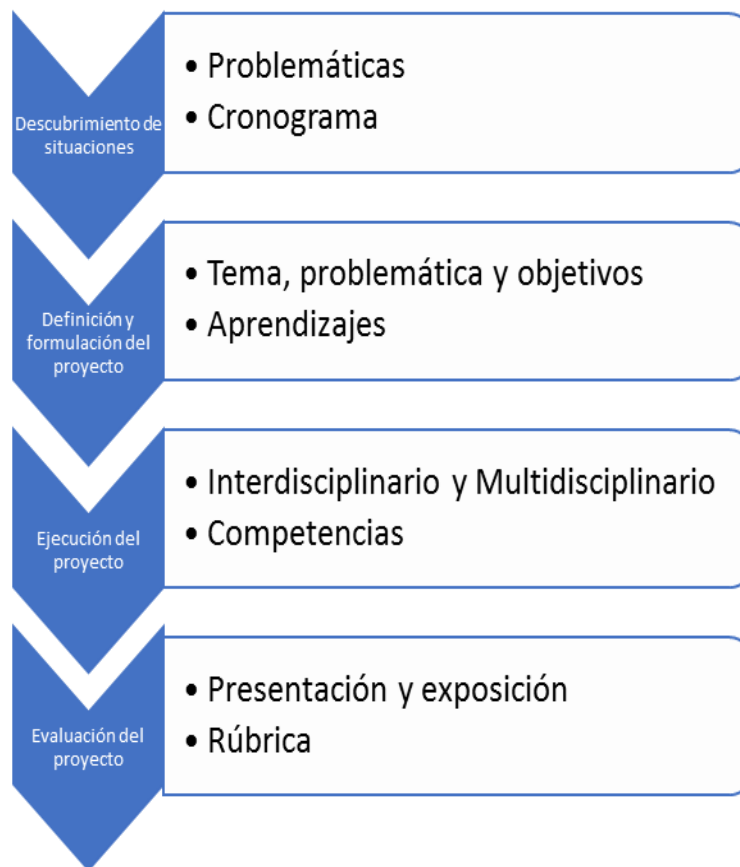 Descubrimiento de
situaciones
• Problemáticas
• Cronograma
Definición y
formulación del
proyecto
• Tema, problemática y objetivos
• Aprendizajes
Ejecución del
proyecto
• Interdisciplinario y Multidisciplinario
• Competencias
Evaluación del
proyecto
• Presentación y exposición
• Rúbrica